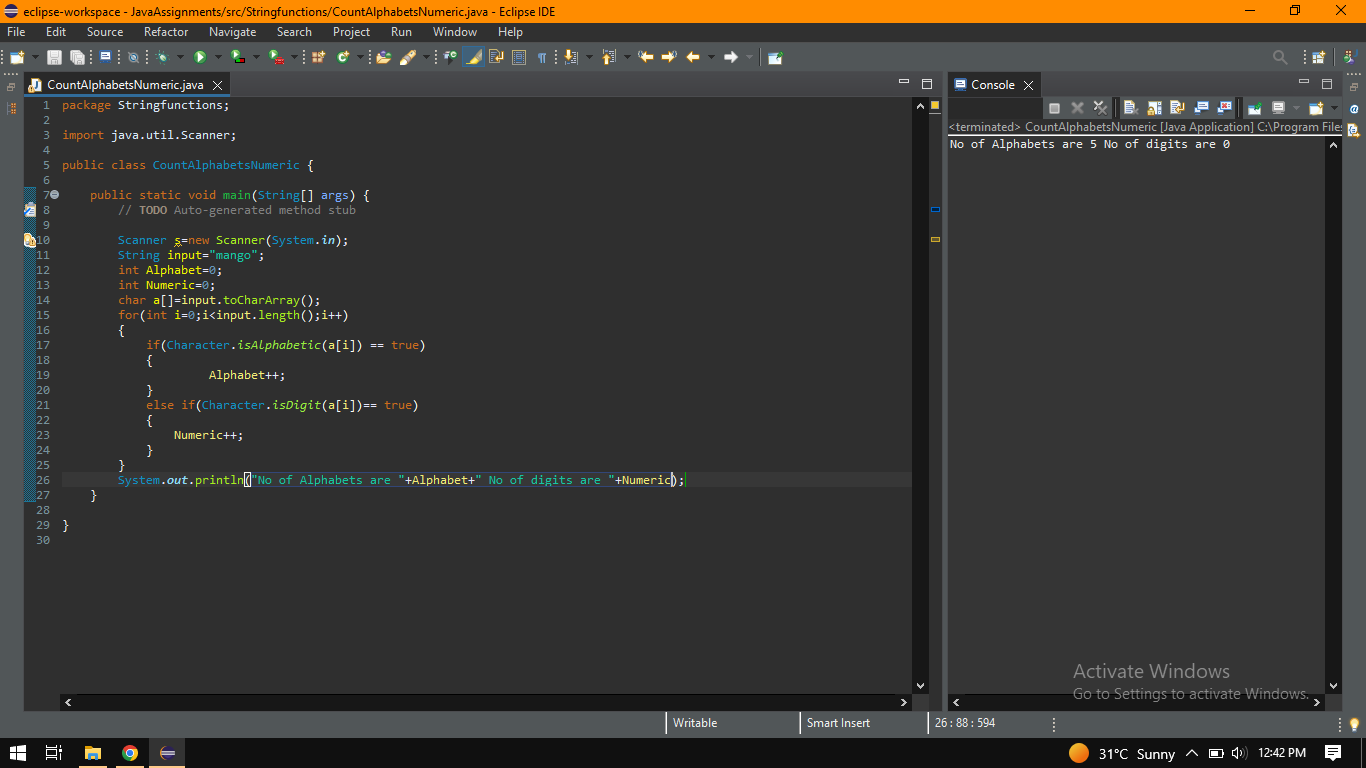 eclipse-workspace - JavaAssignments/src/Stringfunctions/CountAlphabetsNumeric.java - Eclipse IDE
File Edit Source Refactor Navigate Search Project Run Window Help
CountAlphabetsNumeric.java
1 package Stringfunctions;
2
3 import java.util.Scanner;
4
5 public class CountAlphabetsNumeric {
6
7 public static void main(String[] args) {
8 // TODO Auto-generated method stub
9
10 Scanner s=new Scanner(System.in);
11 String input="mango";
12 int Alphabet=0;
13 int Numeric=0;
14 char a[]=input.toCharArray();
15 for(int i=0;i<input.length();i++)
16 {
17 if(Character.isAlphabetic(a[i]) == true)
18 {
19 Alphabet++;
20 }
21 else if(Character.isDigit(a[i])== true)
22 {
23 Numeric++;
24 }
25 }
26 System.out.println("No of Alphabets are "+Alphabet+" No of digits are "+Numeric);
27 }
28
29 }
30
Console
<terminated> CountAlphabetsNumeric [Java Application] C:\Program Files
No of Alphabets are 5 No of digits are 0
Activate Windows
Go to Settings to activate Windows.
Writable Smart Insert 26 : 88 : 594
31°C Sunny 12:42 PM